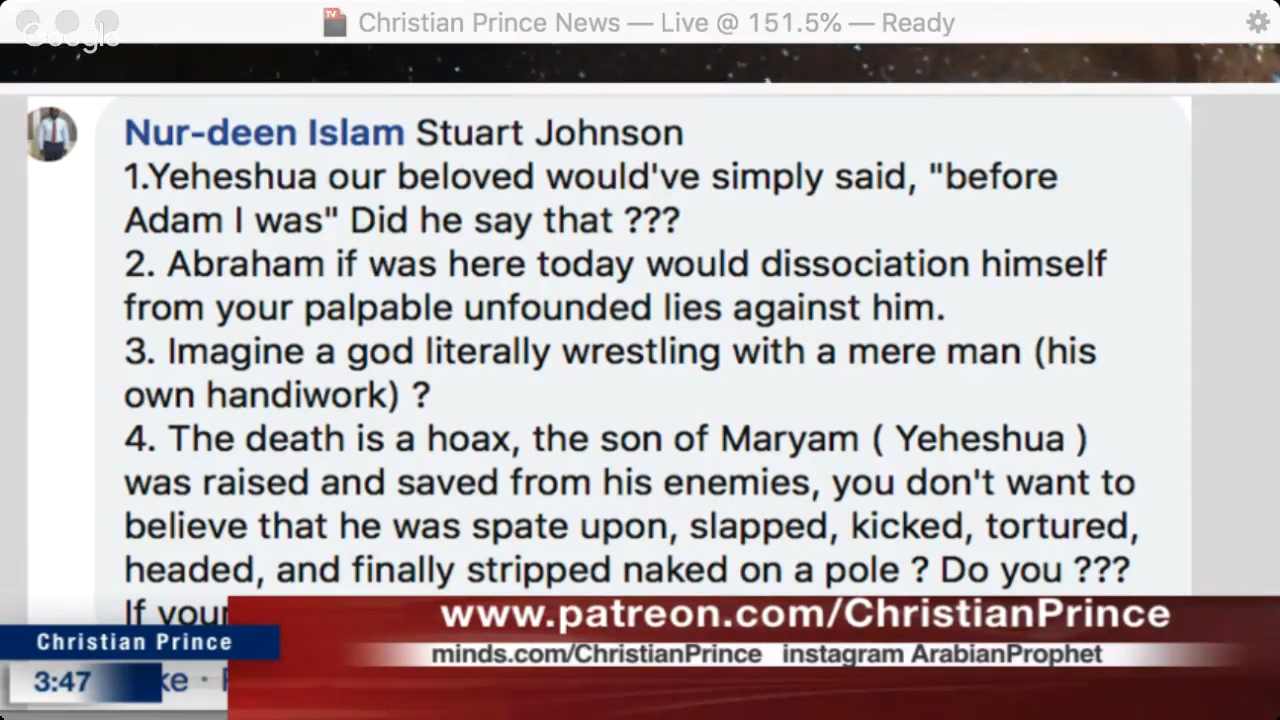 Christian Prince News — Live @ 151.5% — Ready
Google
Nur-deen Islam Stuart Johnson
1.Yeheshua our beloved would've simply said, "before
Adam I was" Did he say that ???
2. Abraham if was here today would dissociation himself
from your palpable unfounded lies against him.
3. Imagine a god literally wrestling with a mere man (his
own handiwork) ?
4. The death is a hoax, the son of Maryam ( Yeheshua )
was raised and saved from his enemies, you don't want to
believe that he was spate upon, slapped, kicked, tortured,
headed, and finally stripped naked on a pole ? Do you ???
If your
www.patreon.com/ChristianPrince
Christian Prince
minds.com/ChristianPrince instagram ArabianProphet
3:47